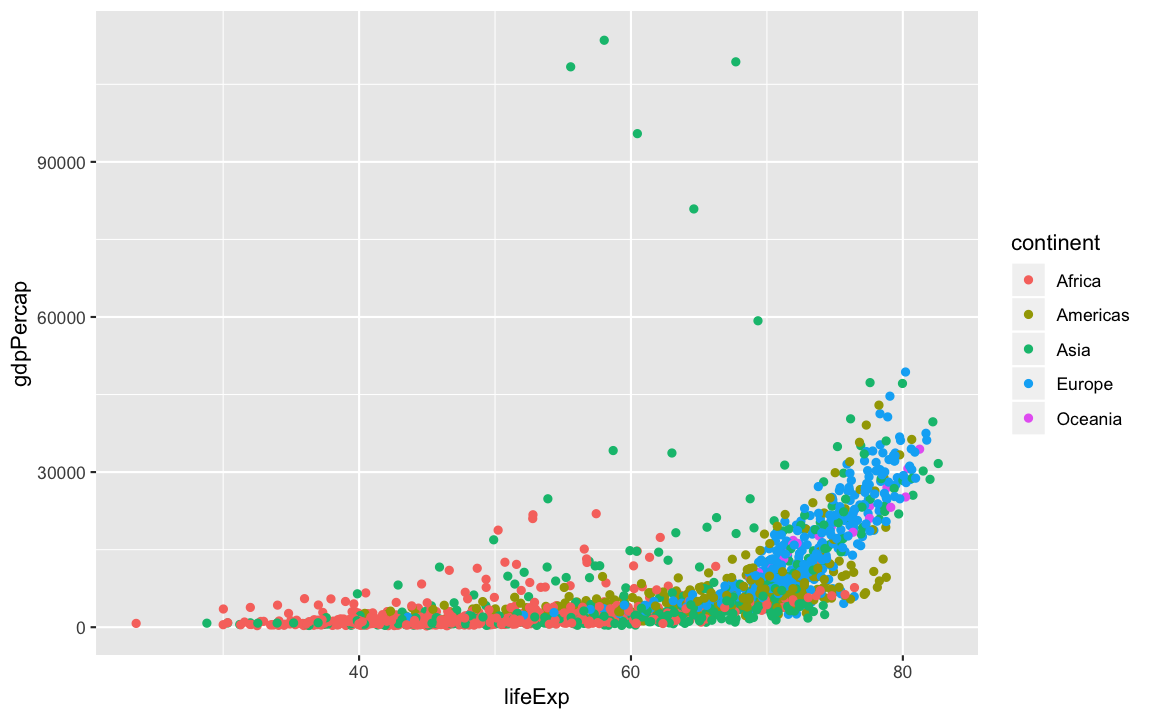 90000
60000
30000
0
gdpPercap
40 60 80
lifeExp
continent
Africa
Americas
Asia
Europe
Oceania